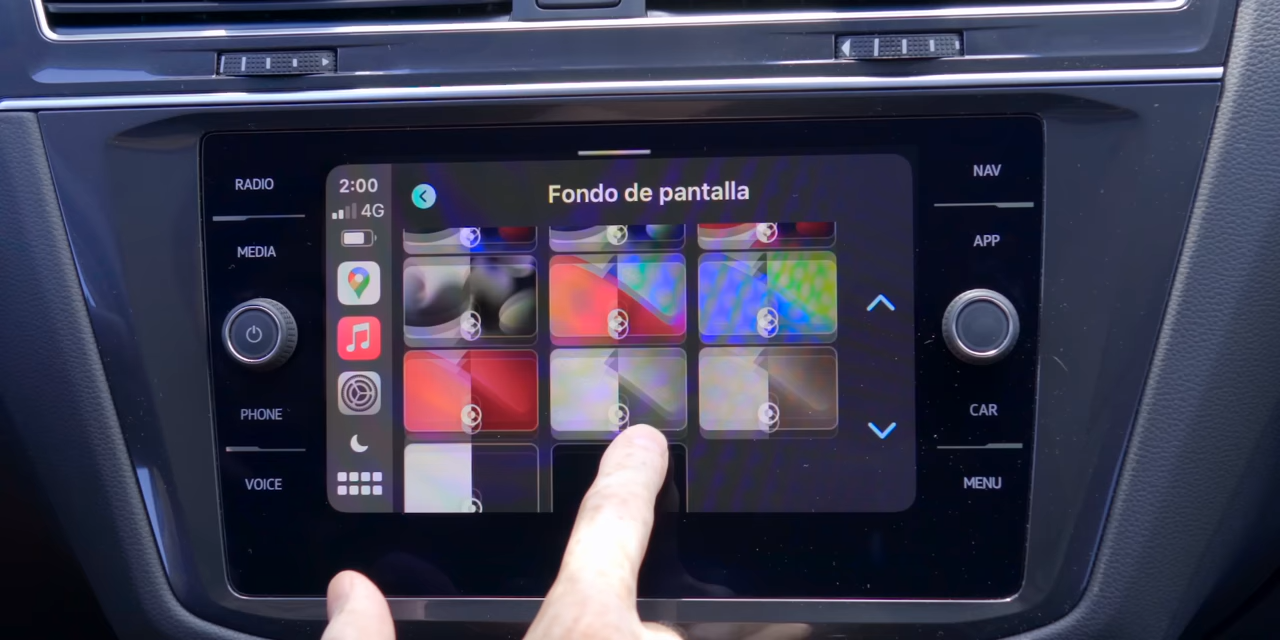 RADIO
MEDIA
PHONE
VOICE
2:00
4G
Fondo de pantalla
NAV
APP
CAR
MENU